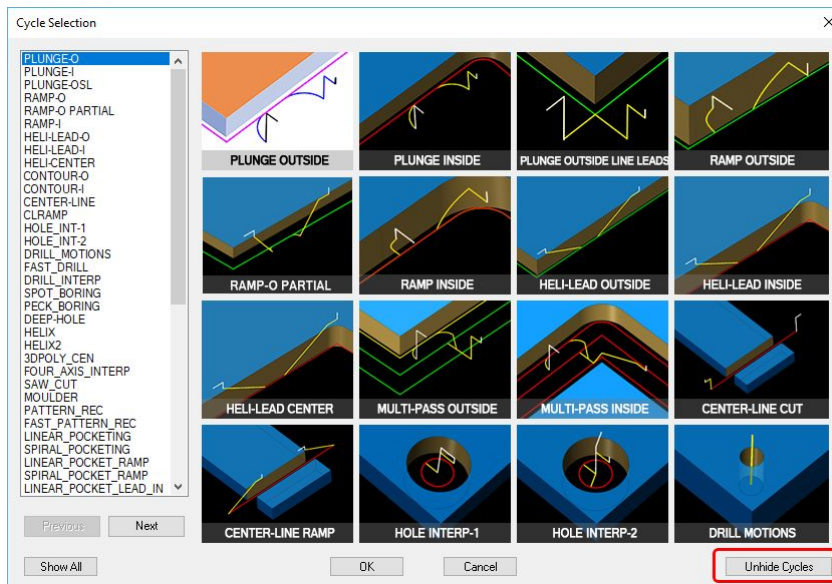 Cycle Selection
PLUNGE-O
PLUNGE-I
PLUNGE-OSL
RAMP-O
RAMP-O PARTIAL
RAMP-I
HELI-LEAD-O
HELI-LEAD-I
HELI-CENTER
CONTOUR-O
CONTOUR-I
CENTER-LINE
CLRAMP
HOLE_INT-1
HOLE_INT-2
DRILL_MOTIONS
FAST_DRILL
DRILL_INTERP
SPOT_BORING
PECK_BORING
DEEP-HOLE
HELIX
HELIX2
3DPOLY_CEN
FOUR_AXIS_INTERP
SAW_CUT
MOULDER
PATTERN_REC
FAST_PATTERN_REC
LINEAR_POCKETING
SPIRAL_POCKETING
LINEAR_POCKET_RAMP
SPIRAL_POCKET_RAMP
LINEAR_POCKET_LEAD_IN
PLUNGE OUTSIDE
PLUNGE INSIDE
PLUNGE OUTSIDE LINE LEADS
RAMP OUTSIDE
RAMP-O PARTIAL
RAMP INSIDE
HELI-LEAD OUTSIDE
HELI-LEAD INSIDE
HELI-LEAD CENTER
MULTI-PASS OUTSIDE
MULTI-PASS INSIDE
CENTER-LINE CUT
CENTER-LINE RAMP
HOLE INTERP-1
HOLE INTERP-2
DRILL MOTIONS
Previous
Next
Show All
OK
Cancel
Unhide Cycles